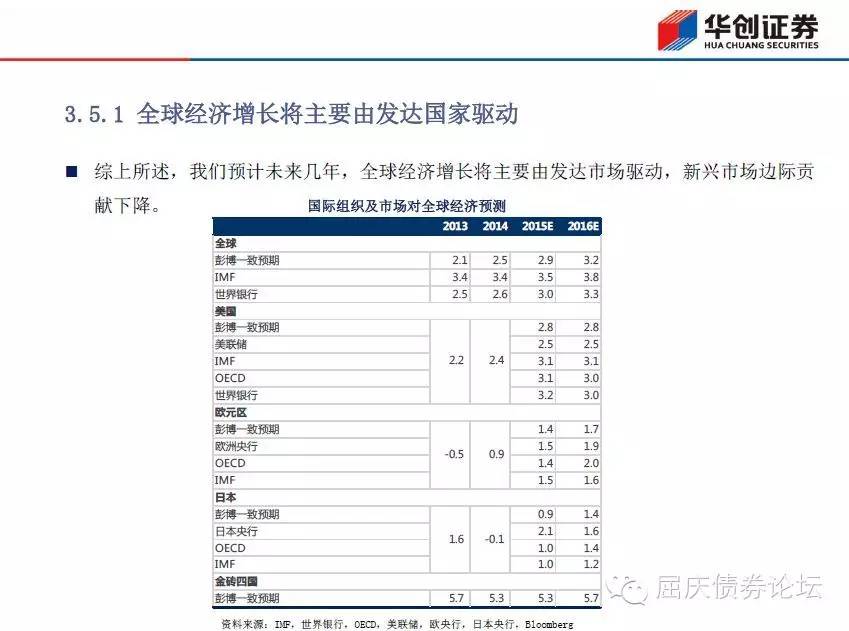 华创证券
HUA CHUANG SECURITIES
3.5.1 全球经济增长将主要由发达国家驱动
■ 综上所述，我们预计未来几年，全球经济增长将主要由发达市场驱动，新兴市场边际贡
献下降。
国际组织及市场对全球经济预测
2013 2014 2015E 2016E
全球
彭博一致预期 2.1 2.5 2.9 3.2
IMF 3.4 3.4 3.5 3.8
世界银行 2.5 2.6 3.0 3.3
美国
彭博一致预期 2.8 2.8
美联储 2.5 2.5
IMF 2.2 2.4 3.1 3.1
OECD 3.1 3.0
世界银行 3.2 3.0
欧元区
彭博一致预期 1.4 1.7
欧洲央行 -0.5 0.9 1.5 1.9
OECD 1.4 2.0
IMF 1.5 1.6
日本
彭博一致预期 0.9 1.4
日本央行 1.6 -0.1 2.1 1.6
OECD 1.0 1.4
IMF 1.0 1.2
金砖四国
彭博一致预期 5.7 5.3 5.3 5.7
屈庆债券论坛
资料来源：IMF，世界银行，OECD，美联储，欧央行，日本央行，Bloomberg